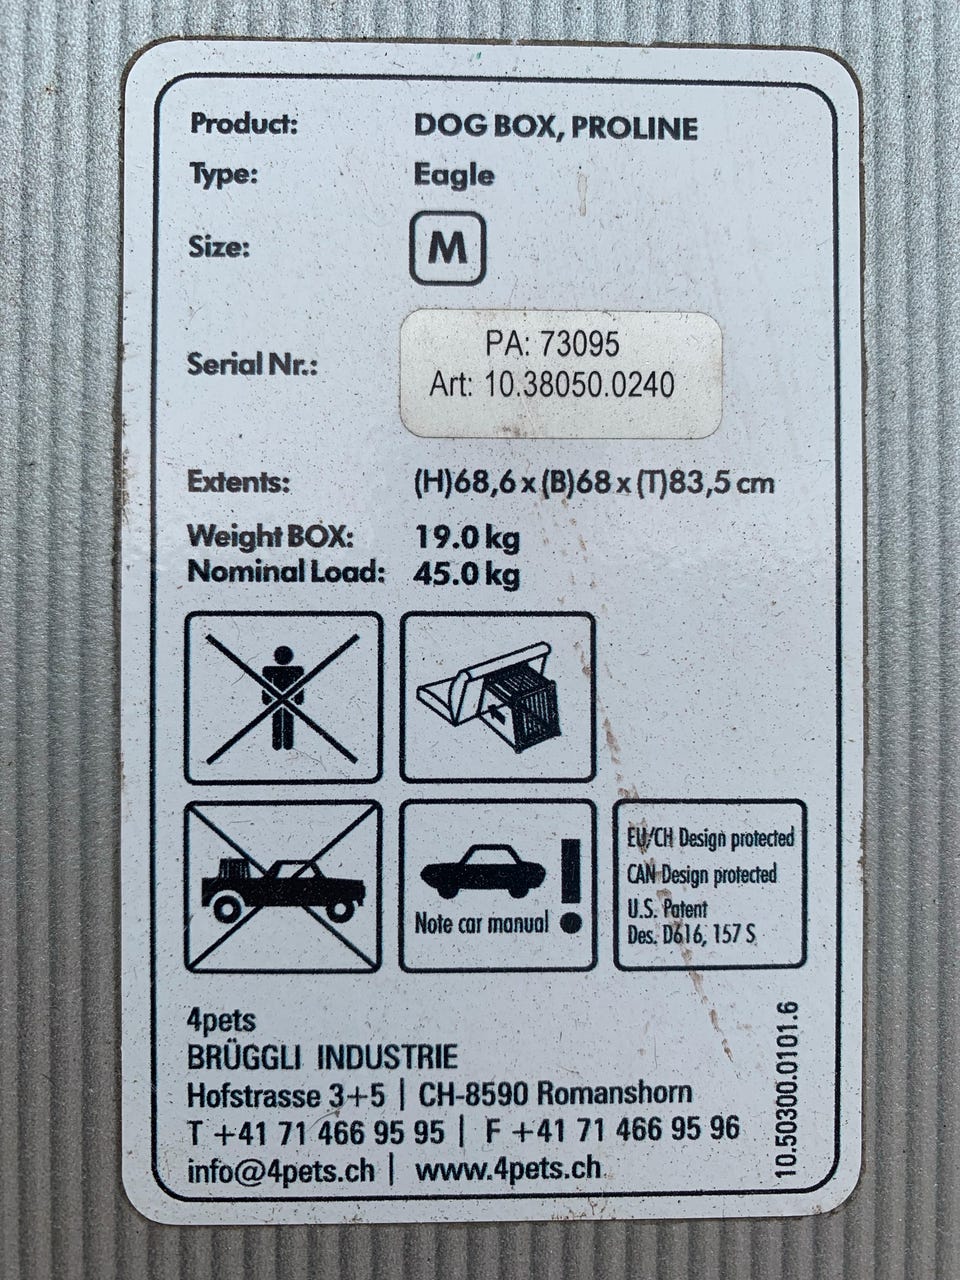 Product: DOG BOX, PROLINE
Type: Eagle
Size: M
Serial Nr.: PA: 73095
Art: 10.38050.0240
Extents: (H)68,6 x (B)68 x (T)83,5 cm
Weight BOX: 19.0 kg
Nominal Load: 45.0 kg
Note car manual !
EU/CH Design protected
CAN Design protected
U.S. Patent
Des. D616, 157 S
4pets
BRÜGGLI INDUSTRIE
Hofstrasse 3+5 | CH-8590 Romanshorn
T +41 71 466 95 95 | F +41 71 466 95 96
info@4pets.ch | www.4pets.ch
10.50300.0101.6